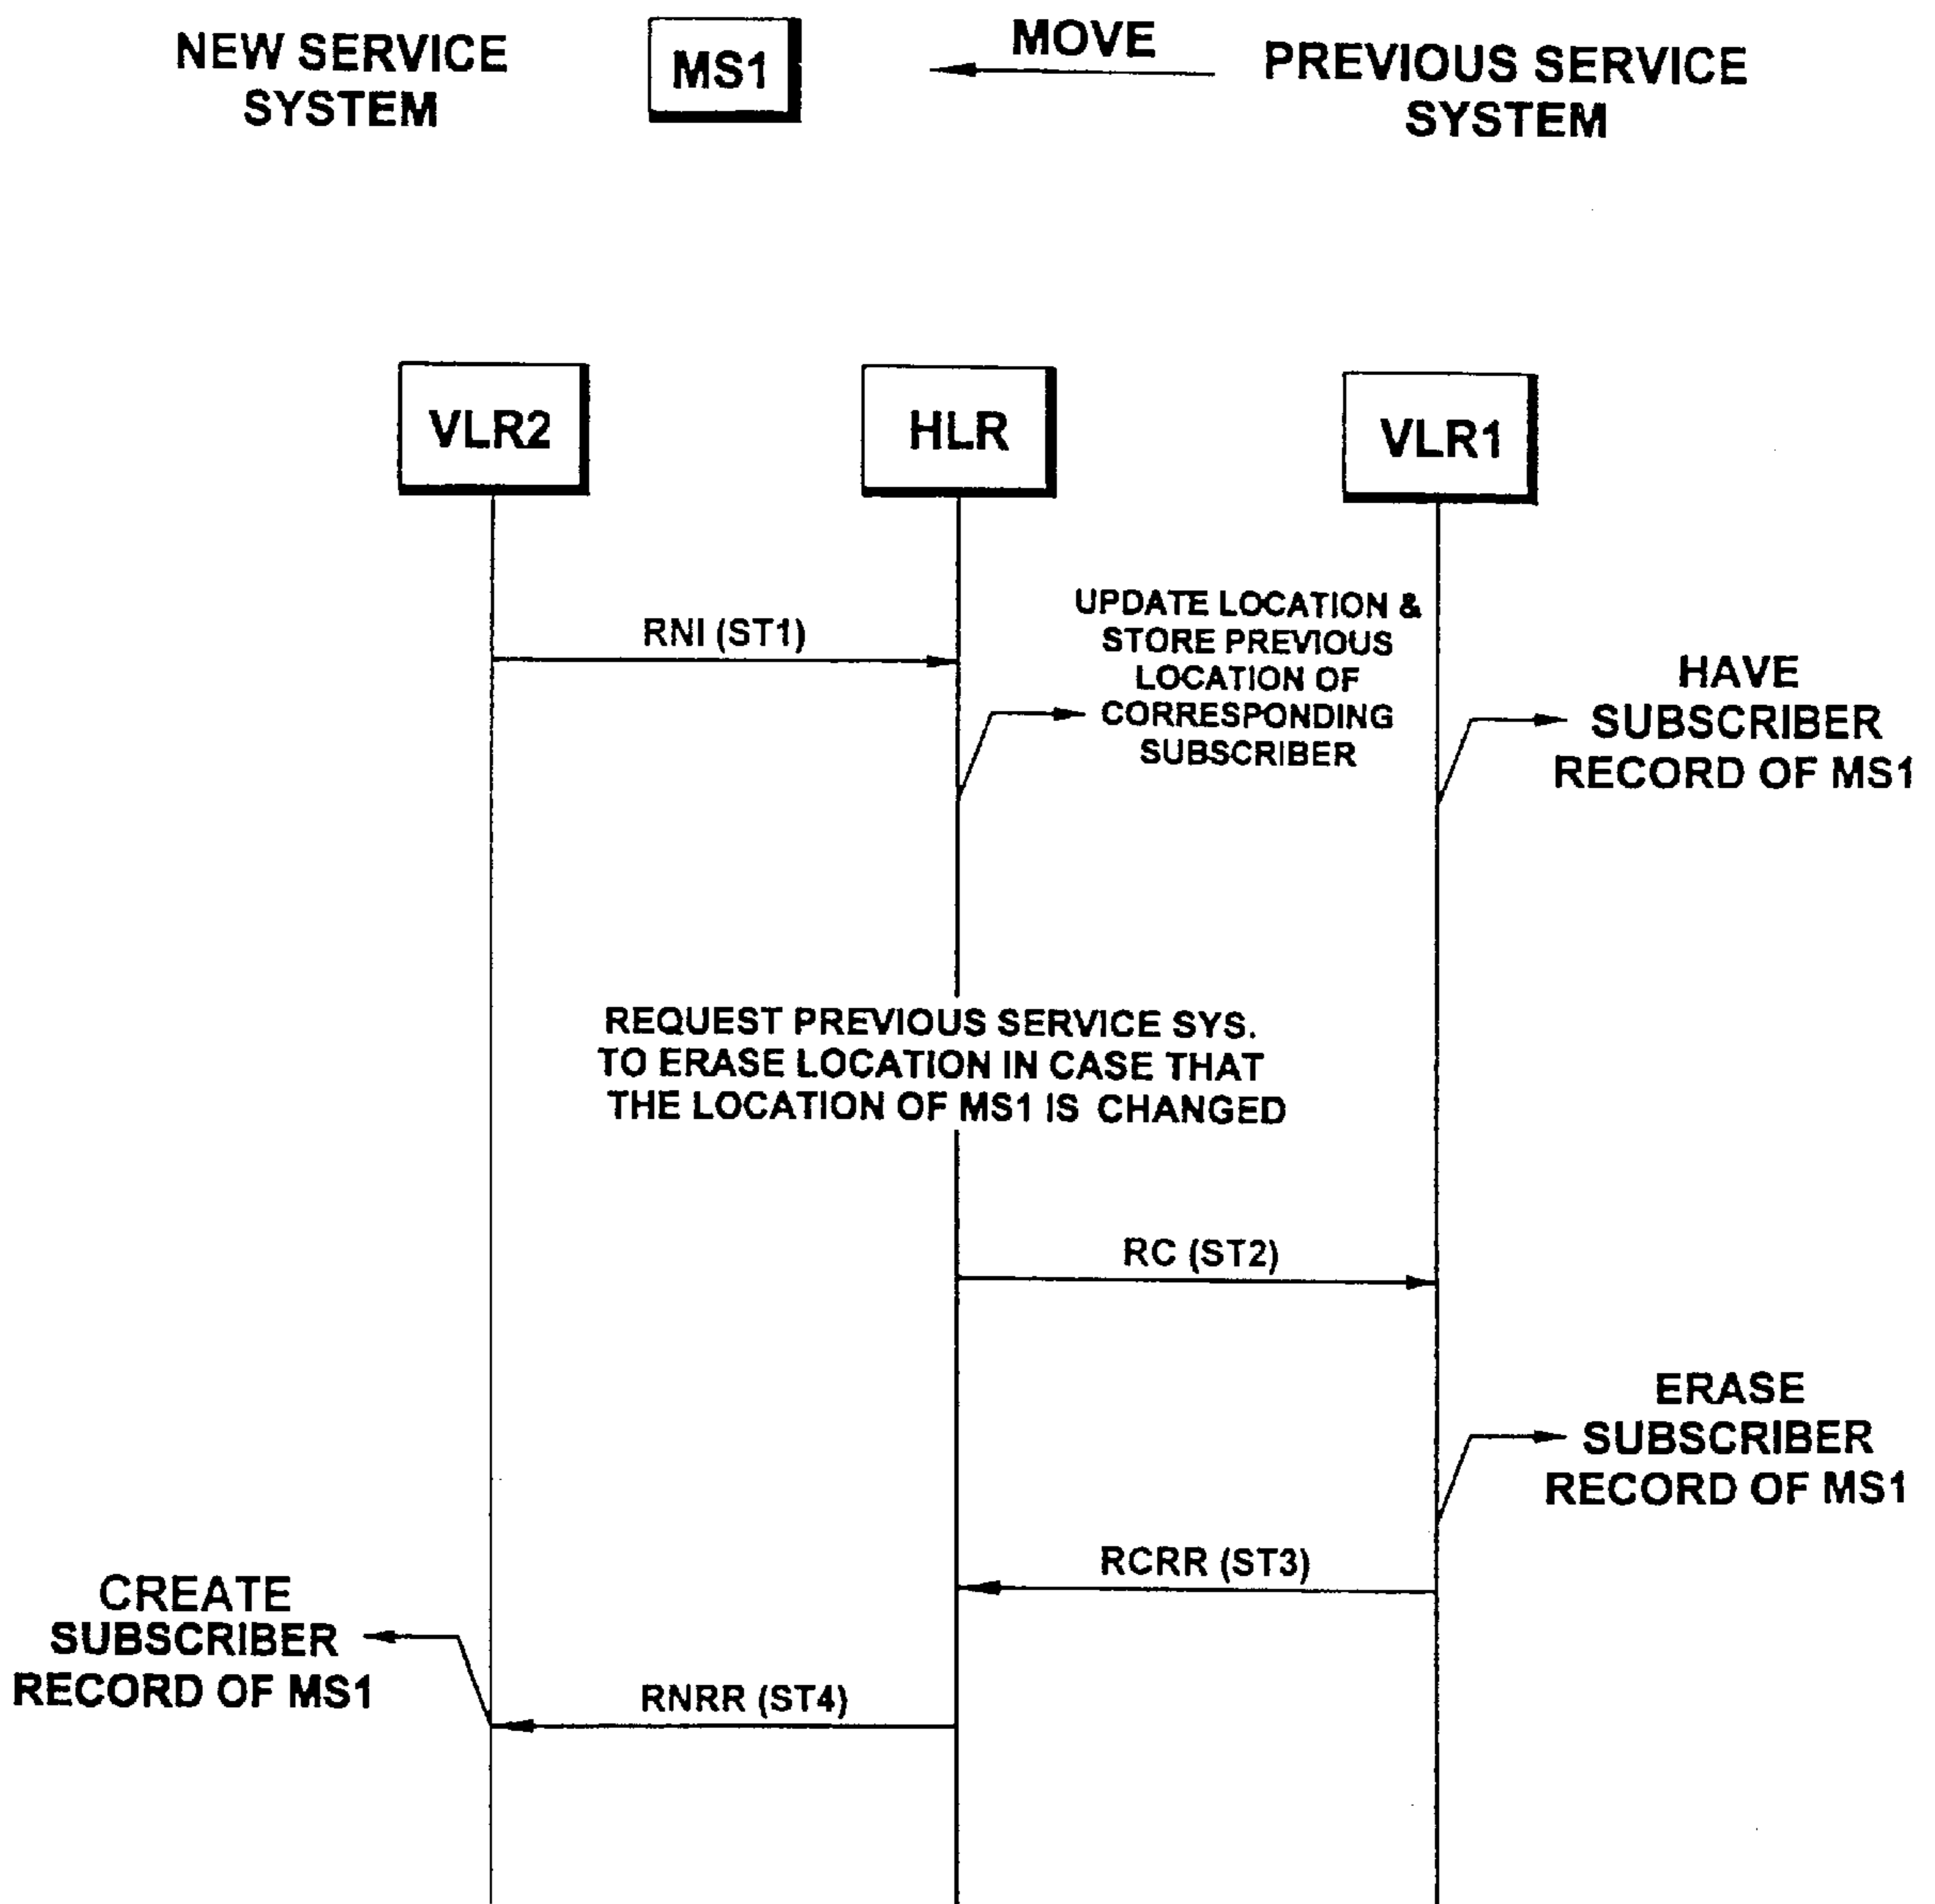 NEW SERVICE
SYSTEM
MS1
MOVE
PREVIOUS SERVICE
SYSTEM
VLR2
HLR
VLR1
RNI (ST1)
UPDATE LOCATION &
STORE PREVIOUS
LOCATION OF
CORRESPONDING
SUBSCRIBER
HAVE
SUBSCRIBER
RECORD OF MS1
REQUEST PREVIOUS SERVICE SYS.
TO ERASE LOCATION IN CASE THAT
THE LOCATION OF MS1 IS CHANGED
RC (ST2)
ERASE
SUBSCRIBER
RECORD OF MS1
RCRR (ST3)
CREATE
SUBSCRIBER
RECORD OF MS1
RNRR (ST4)